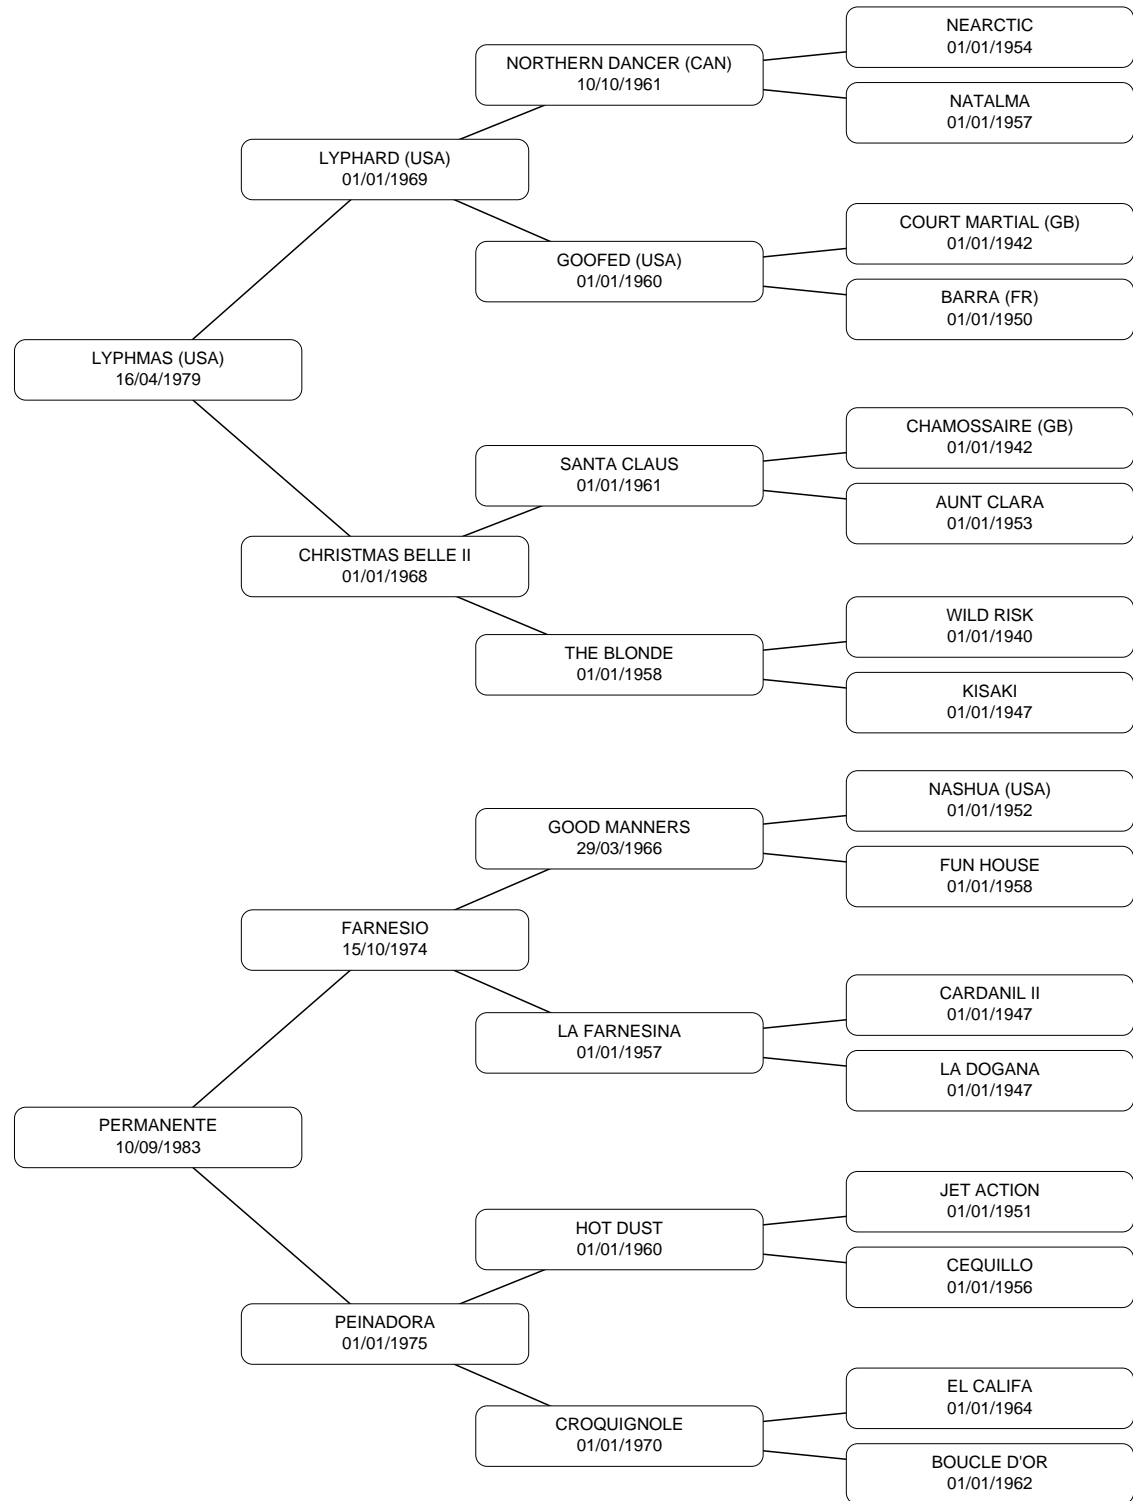 NEARCTIC
01/01/1954
NORTHERN DANCER (CAN)
10/10/1961
NATALMA
01/01/1957
LYPHARD (USA)
01/01/1969
COURT MARTIAL (GB)
01/01/1942
GOOFED (USA)
01/01/1960
BARRA (FR)
01/01/1950
LYPHMAS (USA)
16/04/1979
CHAMOSSAIRE (GB)
01/01/1942
SANTA CLAUS
01/01/1961
AUNT CLARA
01/01/1953
CHRISTMAS BELLE II
01/01/1968
WILD RISK
01/01/1940
THE BLONDE
01/01/1958
KISAKI
01/01/1947
NASHUA (USA)
01/01/1952
GOOD MANNERS
29/03/1966
FUN HOUSE
01/01/1958
FARNESIO
15/10/1974
CARDANIL II
01/01/1947
LA FARNESINA
01/01/1957
LA DOGANA
01/01/1947
PERMANENTE
10/09/1983
JET ACTION
01/01/1951
HOT DUST
01/01/1960
CEQUILLO
01/01/1956
PEINADORA
01/01/1975
EL CALIFA
01/01/1964
CROQUIGNOLE
01/01/1970
BOUCLE D'OR
01/01/1962